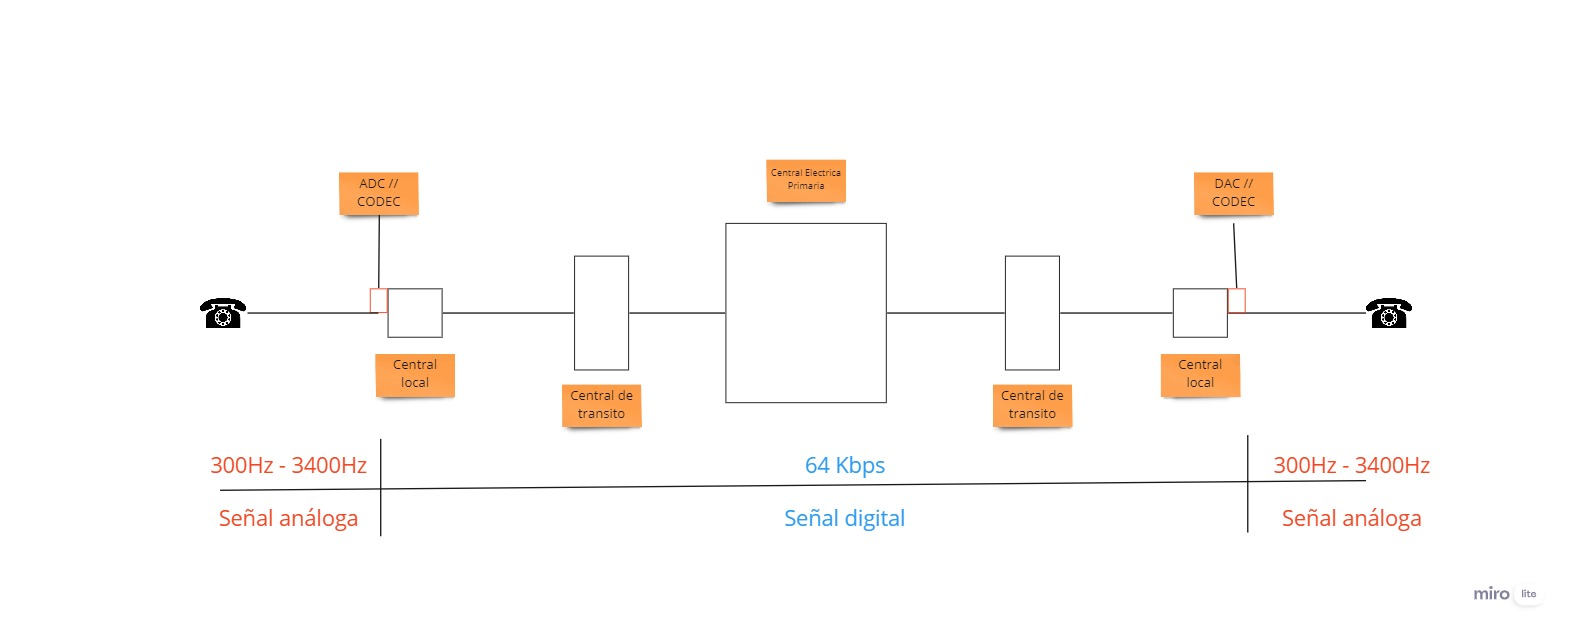 Central Electrica
Primaria
ADC //
CODEC
DAC //
CODEC
Central
local
Central de
transito
Central de
transito
Central
local
300Hz - 3400Hz
64 Kbps
300Hz - 3400Hz
Señal análoga
Señal digital
Señal análoga
miro lite